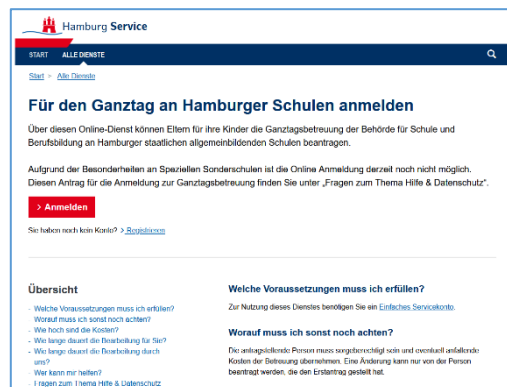 Hamburg Service
START ALLE DIENSTE
Start > Alle Dienste
Für den Ganztag an Hamburger Schulen anmelden
Über diesen Online-Dienst können Eltern für ihre Kinder die Ganztagsbetreuung der Behörde für Schule und
Berufsbildung an Hamburger staatlichen allgemeinbildenden Schulen beantragen.
Aufgrund der Besonderheiten an Speziellen Sonderschulen ist die Online Anmeldung derzeit noch nicht möglich.
Diesen Antrag für die Anmeldung zur Ganztagsbetreuung finden Sie unter „Fragen zum Thema Hilfe & Datenschutz“.
> Anmelden
Sie haben noch kein Konto? > Registrieren
Übersicht
- Welche Voraussetzungen muss ich erfüllen?
Worauf muss ich sonst noch achten?
- Wie hoch sind die Kosten?
- Wie lange dauert die Bearbeitung für Sie?
- Wie lange dauert die Bearbeitung durch
uns?
- Wer kann mir helfen?
- Fragen zum Thema Hilfe & Datenschutz
Welche Voraussetzungen muss ich erfüllen?
Zur Nutzung dieses Dienstes benötigen Sie ein Einfaches Servicekonto.
Worauf muss ich sonst noch achten?
Die antragstellende Person muss sorgeberechtigt sein und eventuell anfallende
Kosten der Betreuung übernehmen. Eine Änderung kann nur von der Person
beantragt werden, die den Erstantrag gestellt hat.